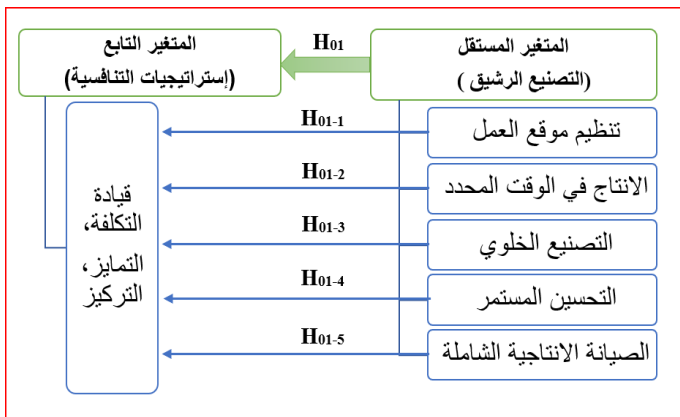 المتغير المستقل
(التصنيع الرشيق )
H01
المتغير التابع
(إستراتيجيات التنافسية)
تنظيم موقع العمل
H01-1
الانتاج في الوقت المحدد
H01-2
التصنيع الخلوي
H01-3
التحسين المستمر
H01-4
الصيانة الانتاجية الشاملة
H01-5
قيادة
التكلفة،
التمايز،
التركيز